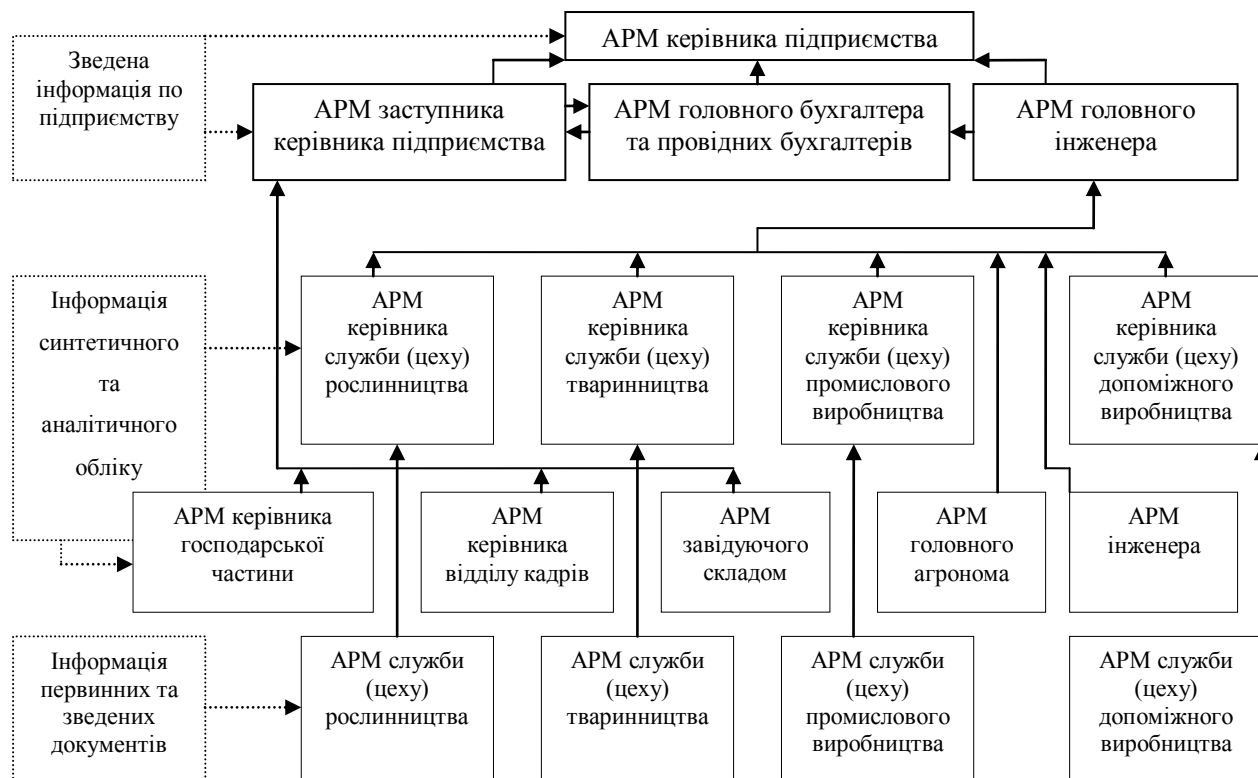 АРМ керівника підприємства
Зведена
інформація по
підприємству
АРМ заступника
керівника підприємства
АРМ головного бухгалтера
та провідних бухгалтерів
АРМ головного
інженера
Інформація
синтетичного
та
аналітичного
обліку
АРМ
керівника
служби (цеху)
рослинництва
АРМ
керівника
служби (цеху)
тваринництва
АРМ
керівника
служби (цеху)
промислового
виробництва
АРМ
керівника
служби (цеху)
допоміжного
виробництва
АРМ керівника
господарської
частини
АРМ
керівника
відділу кадрів
АРМ
завідуючого
складом
АРМ
головного
агронома
АРМ
інженера
Інформація
первинних та
зведених
документів
АРМ служби
(цеху)
рослинництва
АРМ служби
(цеху)
тваринництва
АРМ служби
(цеху)
промислового
виробництва
АРМ служби
(цеху)
допоміжного
виробництва